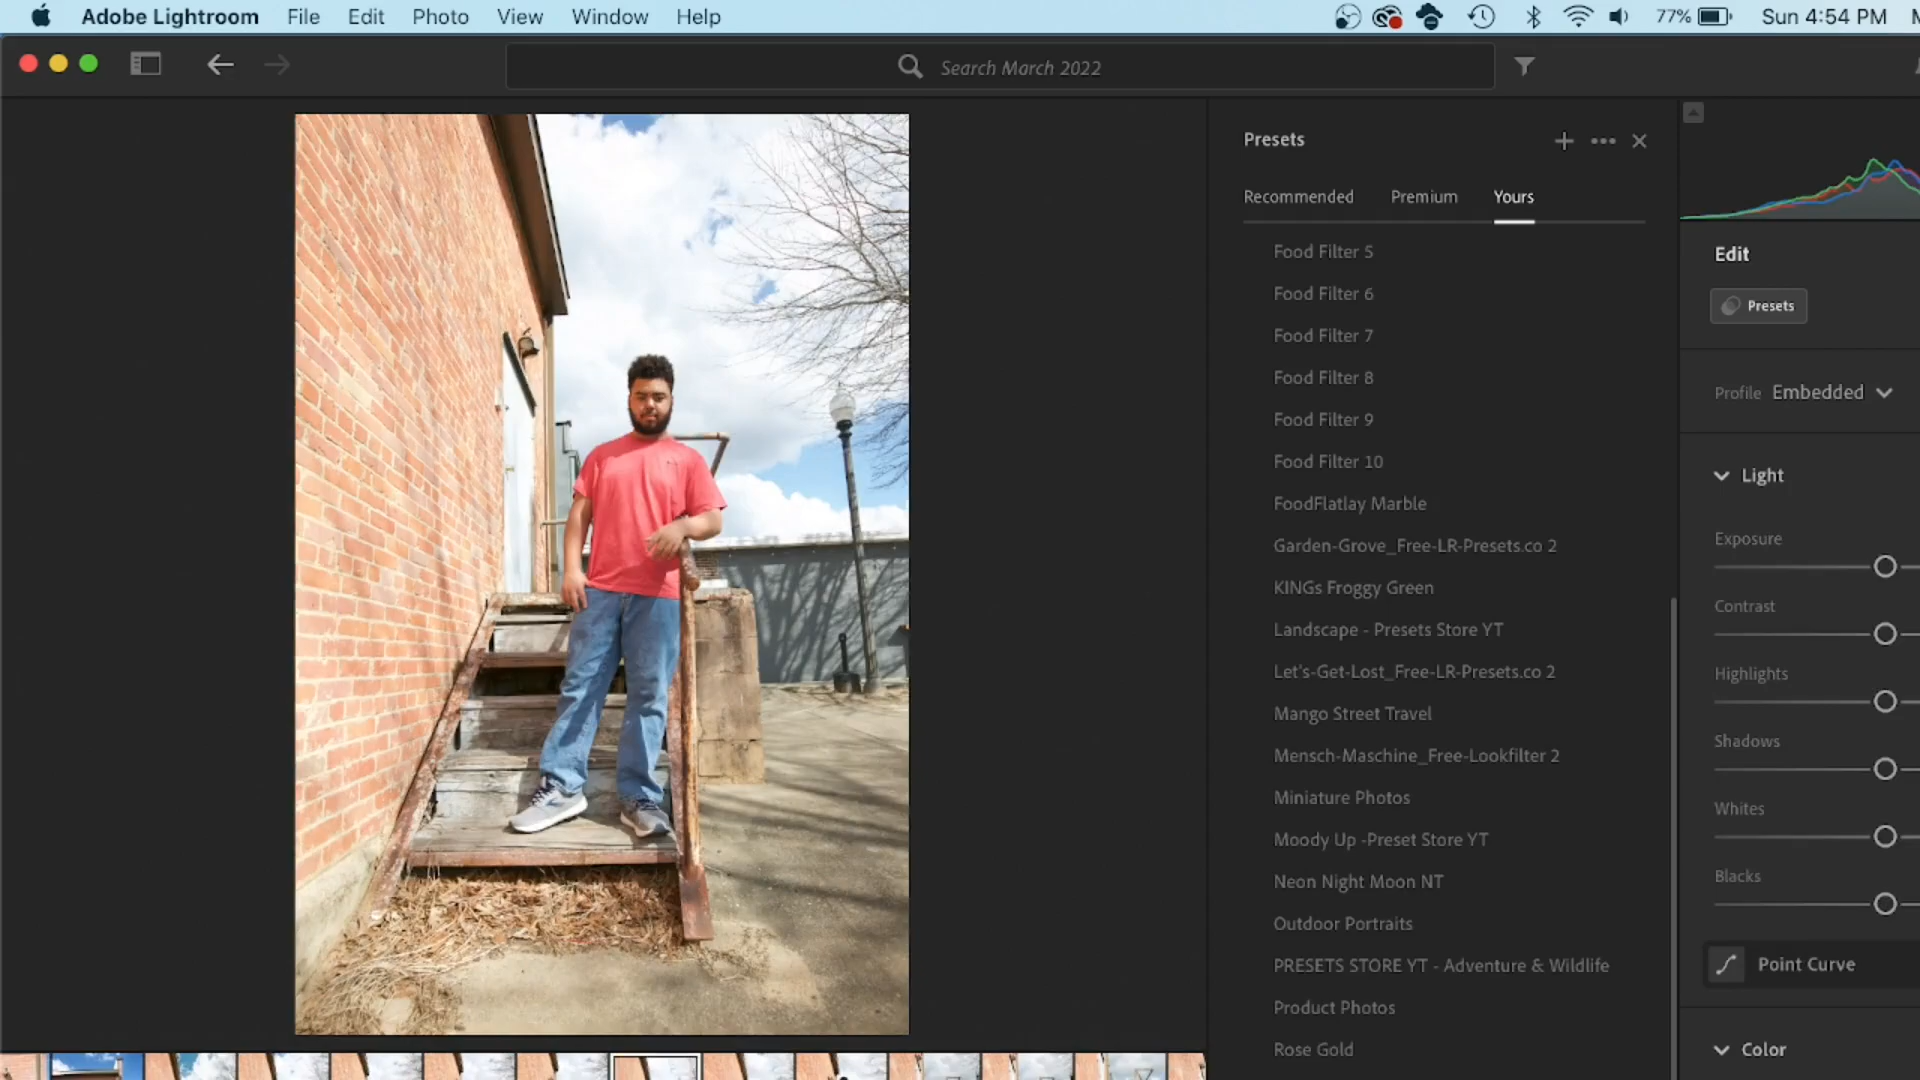 Adobe Lightroom File Edit Photo View Window Help 77% Sun 4:54 PM
Search March 2022
Presets
Recommended Premium Yours
Food Filter 5
Food Filter 6
Food Filter 7
Food Filter 8
Food Filter 9
Food Filter 10
FoodFlatlay Marble
Garden-Grove_Free-LR-Presets.co 2
KINGs Froggy Green
Landscape - Presets Store YT
Let's-Get-Lost_Free-LR-Presets.co 2
Mango Street Travel
Mensch-Maschine_Free-Lookfilter 2
Miniature Photos
Moody Up -Preset Store YT
Neon Night Moon NT
Outdoor Portraits
PRESETS STORE YT - Adventure & Wildlife
Product Photos
Rose Gold
Edit
Presets
Profile Embedded
Light
Exposure
Contrast
Highlights
Shadows
Whites
Blacks
Point Curve
Color